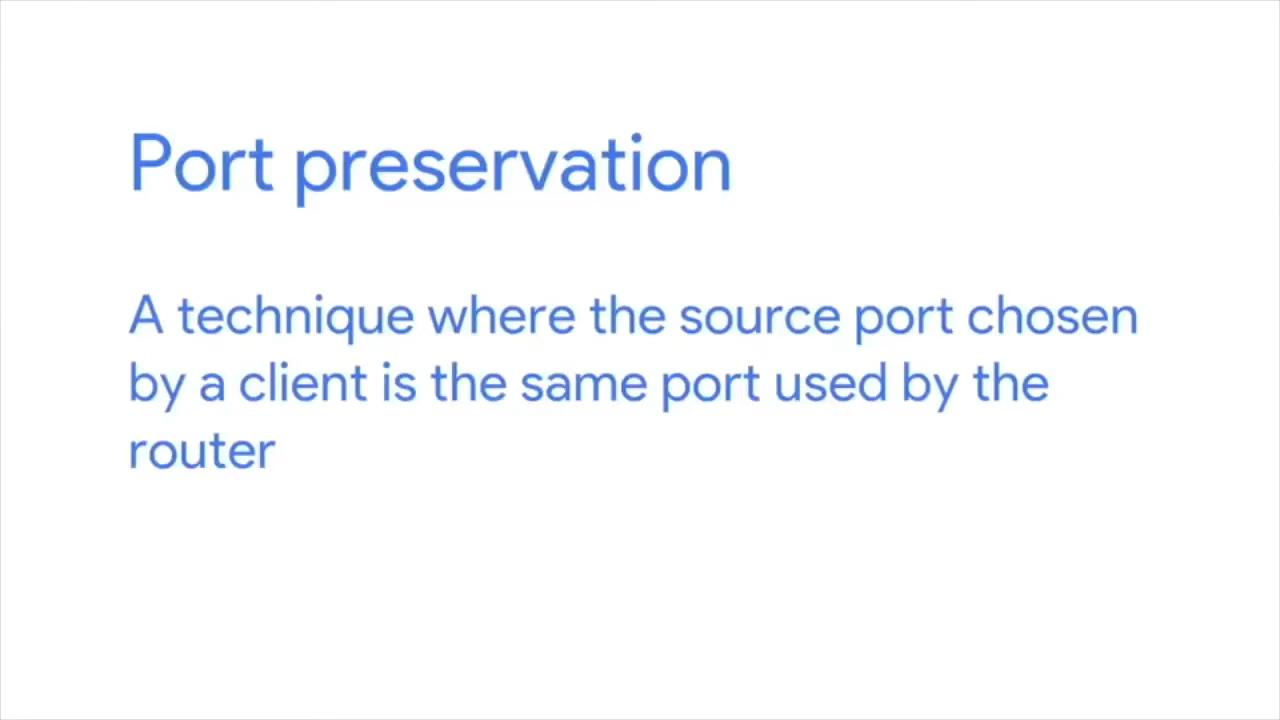 Port preservation
A technique where the source port chosen
by a client is the same port used by the
router